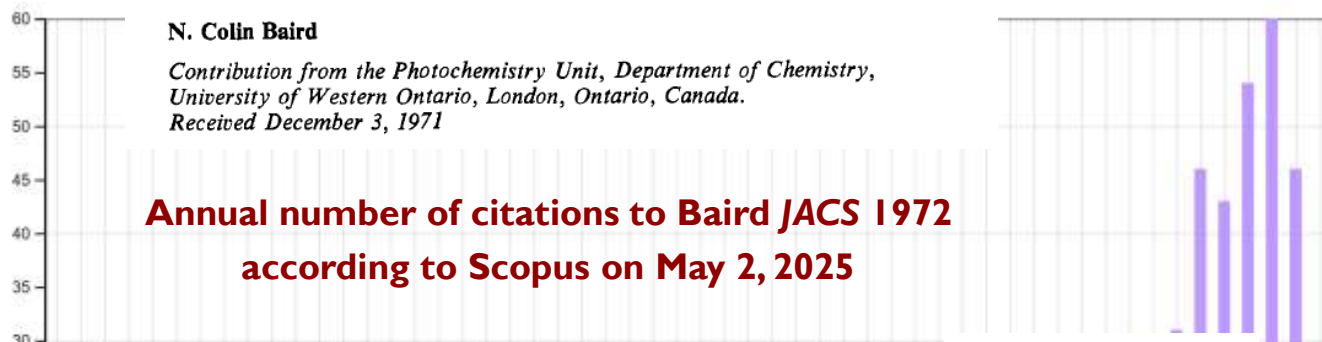 60
N. Colin Baird
Contribution from the Photochemistry Unit, Department of Chemistry,
55
University of Western Ontario, London, Ontario, Canada.
Received December 3, 1971
50
45
Annual number of citations to Baird JACS 1972
40
according to Scopus on May 2, 2025
35
30